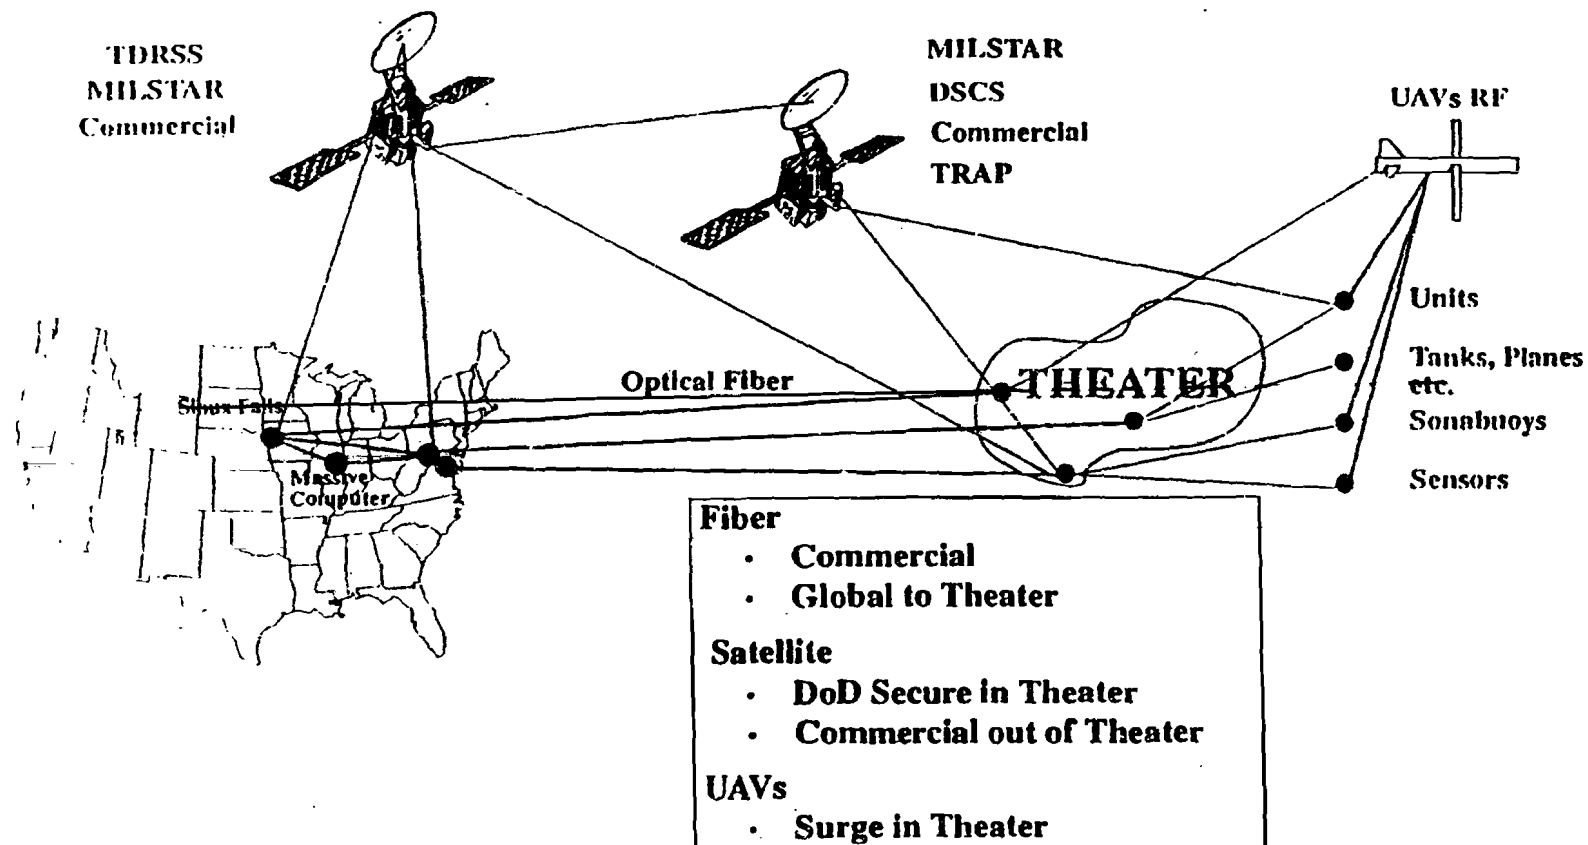 TDRSS
MILSTAR
Commercial
MILSTAR
DSCS
Commercial
TRAP
UAVs RF
Units
Tanks, Planes
etc.
Sonabuoys
Sensors
Optical Fiber
THEATER
Sioux Falls
Massive
Computer
Fiber
· Commercial
· Global to Theater
Satellite
· DoD Secure in Theater
· Commercial out of Theater
UAVs
· Surge in Theater